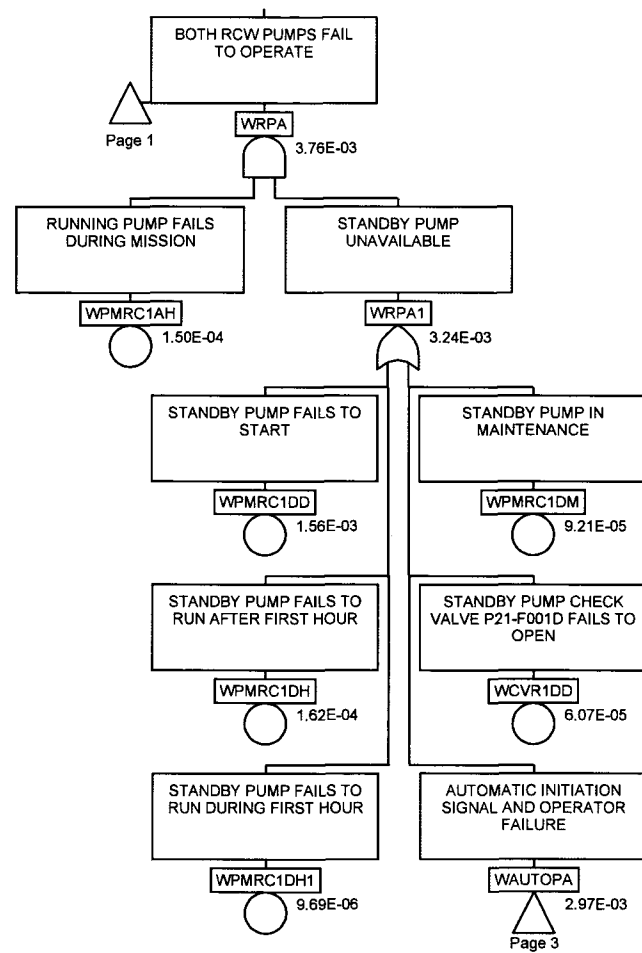 BOTH RCW PUMPS FAIL
TO OPERATE
Page 1
WRPA
3.76E-03
RUNNING PUMP FAILS
DURING MISSION
STANDBY PUMP
UNAVAILABLE
WPMRC1AH
1.50E-04
WRPA1
3.24E-03
STANDBY PUMP FAILS TO
START
STANDBY PUMP IN
MAINTENANCE
WPMRC1DD
1.56E-03
WPMRC1DM
9.21E-05
STANDBY PUMP FAILS TO
RUN AFTER FIRST HOUR
STANDBY PUMP CHECK
VALVE P21-F001D FAILS TO
OPEN
WPMRC1DH
1.62E-04
WCVR1DD
6.07E-05
STANDBY PUMP FAILS TO
RUN DURING FIRST HOUR
AUTOMATIC INITIATION
SIGNAL AND OPERATOR
FAILURE
WPMRC1DH1
9.69E-06
WAUTOPA
2.97E-03
Page 3